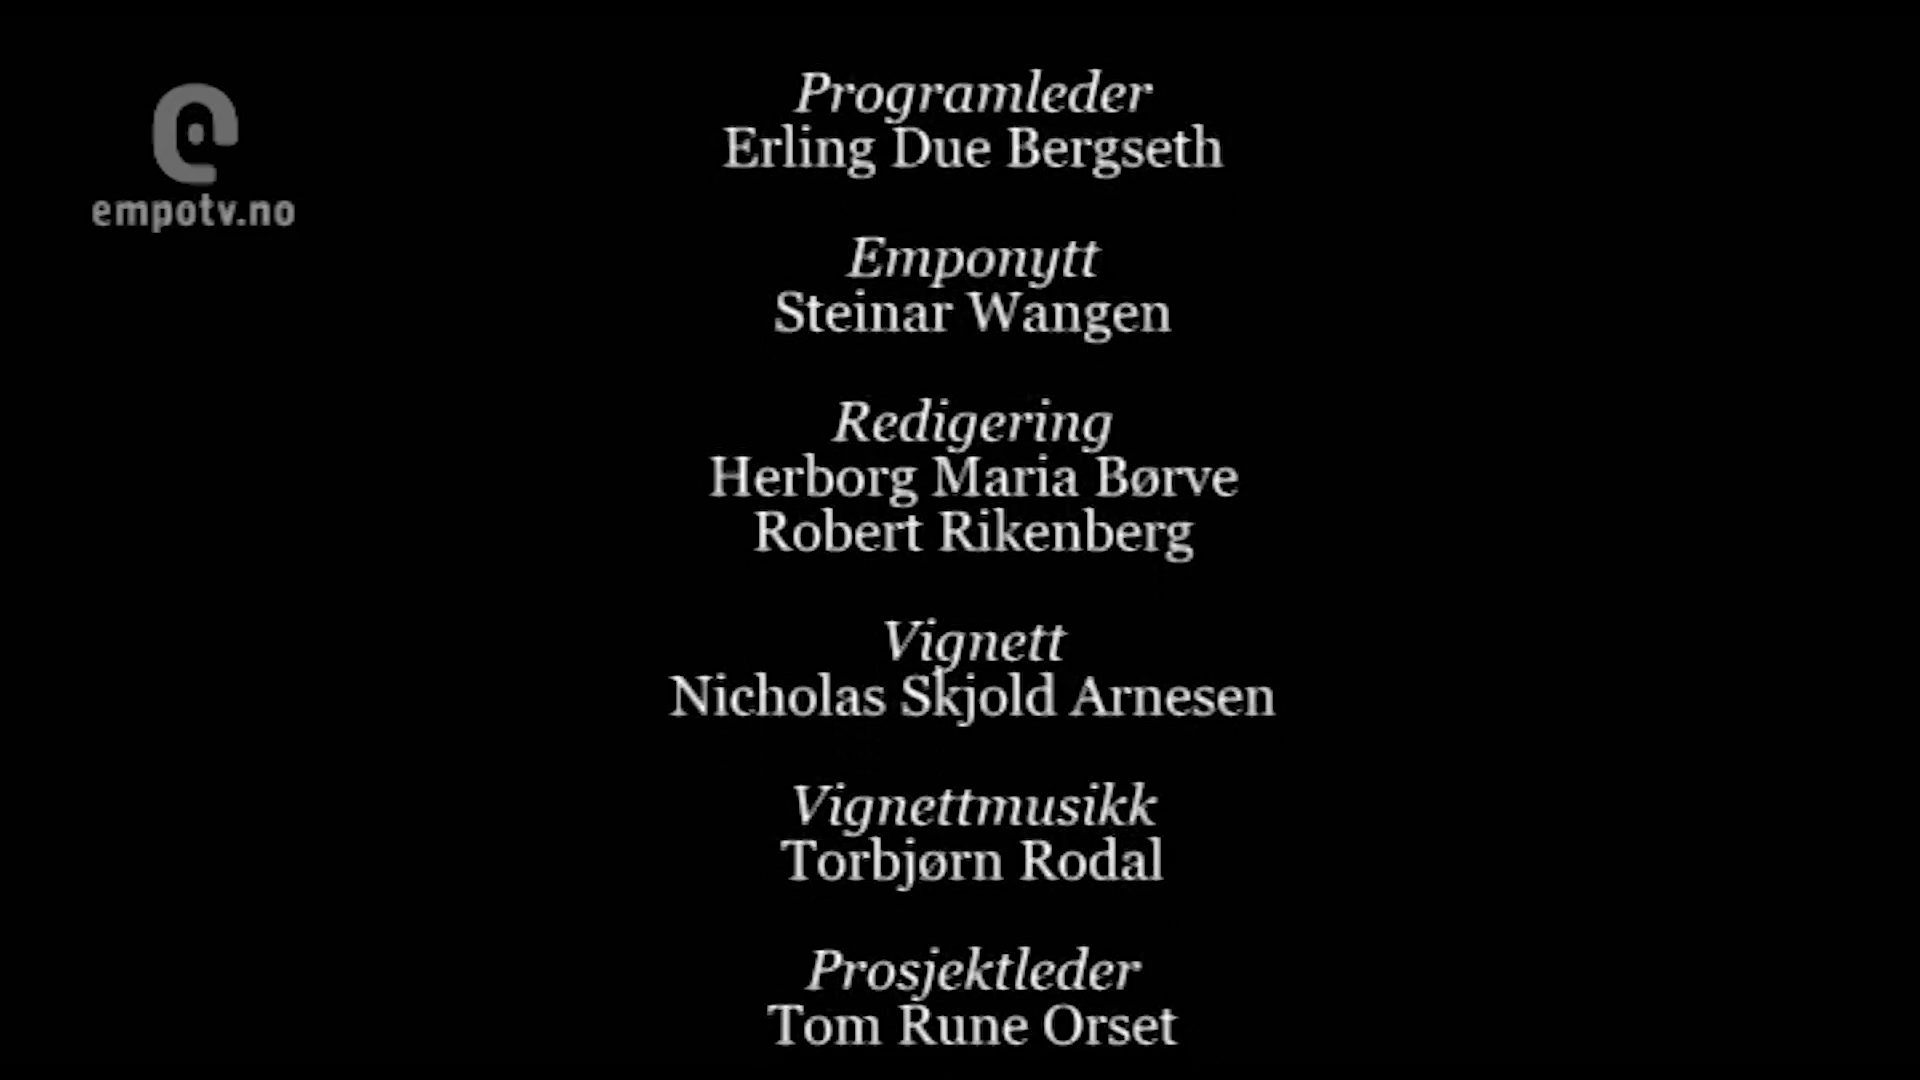 empotv.no
Programleder
Erling Due Bergseth
Emponytt
Steinar Wangen
Redigering
Herborg Maria Børve
Robert Rikenberg
Vignett
Nicholas Skjold Arnesen
Vignettmusikk
Torbjørn Rodal
Prosjektleder
Tom Rune Orset